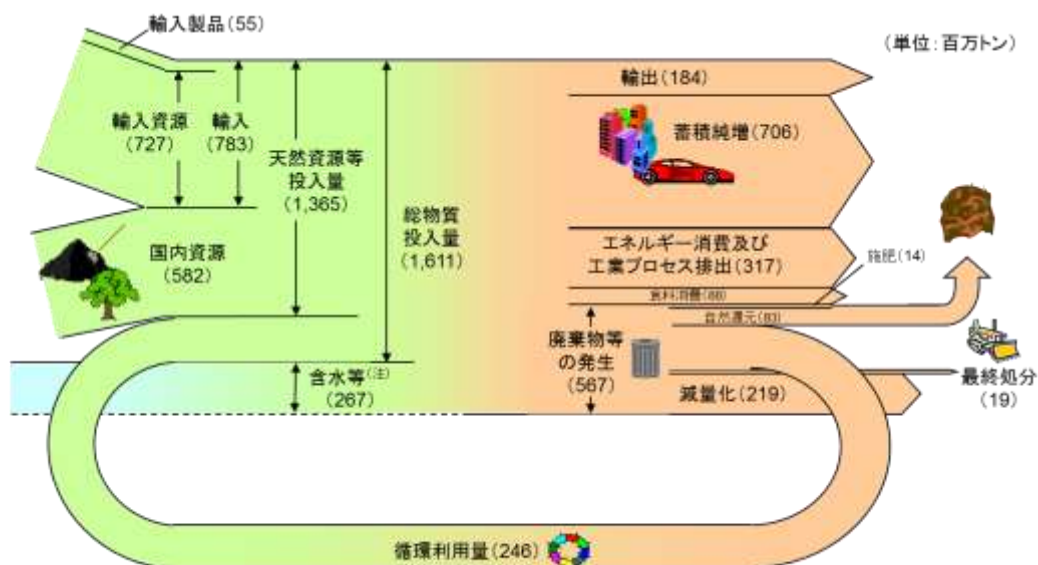 輸入製品(55)
(単位:百万トン)
輸出(184)
輸入資源
(727)
輸入
(783)
蓄積純増(706)
天然資源等
投入量
(1,365)
総物質
投入量
(1,611)
国内資源
(582)
エネルギー消費及び
工業プロセス排出(317)
施肥(14)
食料消費
自然還元(83)
廃棄物等
の発生
(567)
含水等(注)
(267)
減量化(219)
最終処分
(19)
循環利用量(246)